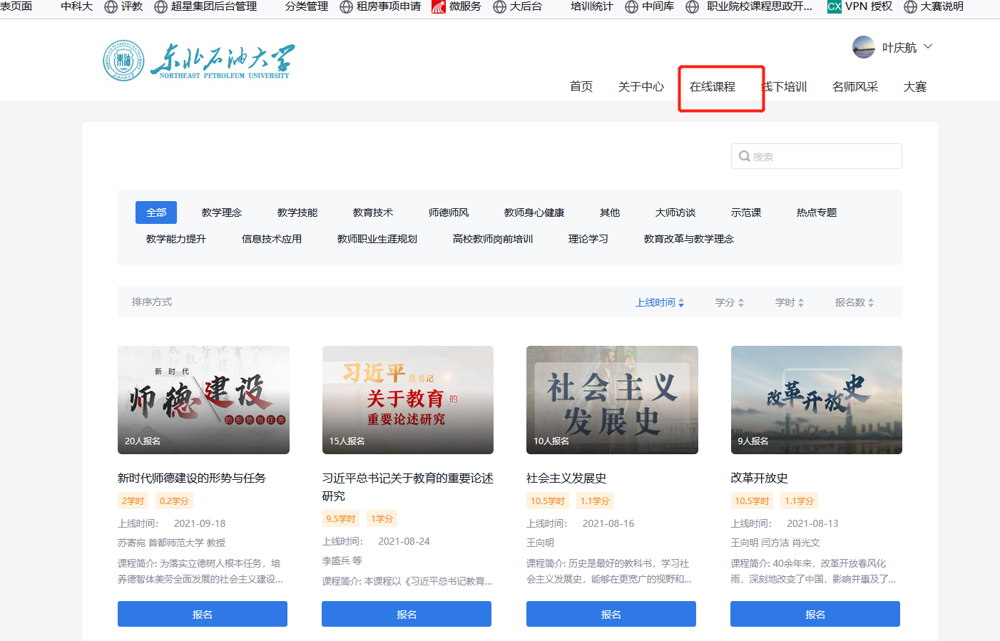 表页面 中科大 评教 超星集团后台管理 分类管理 租房事项申请 微服务 大后台 培训统计 中间库 职业院校课程思政开... CX VPN 授权 大赛说明
东北石油大学
NORTHEAST PETROLEUM UNIVERSITY
叶庆航
首页 关于中心 在线课程 线下培训 名师风采 大赛
搜索
全部 教学理念 教学技能 教育技术 师德师风 教师身心健康 其他 大师访谈 示范课 热点专题
教学能力提升 信息技术应用 教师职业生涯规划 高校教师岗前培训 理论学习 教育改革与教学理念
排序方式 上线时间 学分 学时 报名数
新时代
师德建设
的形势与任务
20人报名
新时代师德建设的形势与任务
2学时 0.2学分
上线时间： 2021-09-18
苏寄宛 首都师范大学 教授
课程简介: 为落实立德树人根本任务，培
养德智体美劳全面发展的社会主义建设...
报名
习近平总书记
关于教育的
重要论述研究
15人报名
习近平总书记关于教育的重要论述
研究
9.5学时 1学分
上线时间： 2021-08-24
李盛兵 等
课程简介: 本课程以《习近平总书记教育...
报名
社会主义
发展史
10人报名
社会主义发展史
10.5学时 1.1学分
上线时间： 2021-08-16
王向明
课程简介: 历史是最好的教科书，学习社
会主义发展史，能够在更宽广的视野和...
报名
改革开放史
9人报名
改革开放史
10.5学时 1.1学分
上线时间： 2021-08-13
王向明 闫方洁 肖光文
课程简介: 40余年来，改革开放春风化
雨，深刻地改变了中国，影响并惠及了...
报名